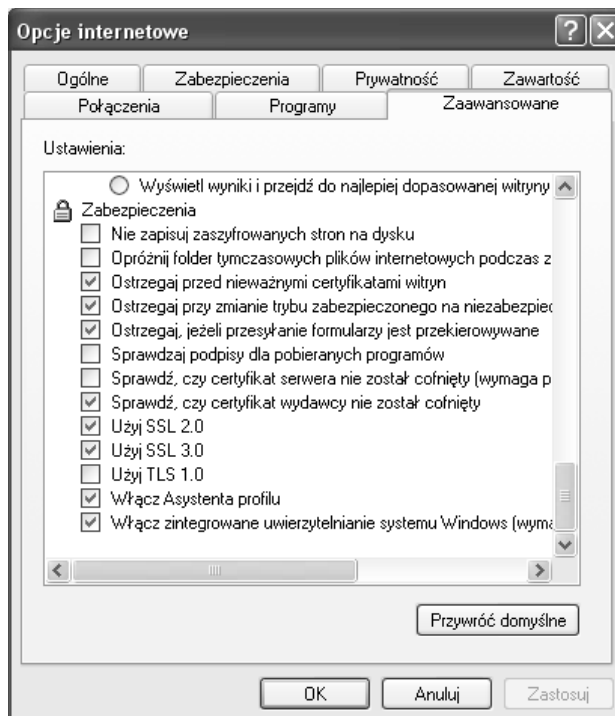 Opcje internetowe
Ogólne Zabezpieczenia Prywatność Zawartość
Połączenia Programy Zaawansowane
Ustawienia:
Wyświetl wyniki i przejdź do najlepiej dopasowanej witryny
Zabezpieczenia
Nie zapisuj zaszyfrowanych stron na dysku
Opróżnij folder tymczasowych plików internetowych podczas z
Ostrzegaj przed nieważnymi certyfikatami witryn
Ostrzegaj przy zmianie trybu zabezpieczonego na niezabezpiec
Ostrzegaj, jeżeli przesyłanie formularzy jest przekierowywane
Sprawdzaj podpisy dla pobieranych programów
Sprawdź, czy certyfikat serwera nie został cofnięty (wymaga p
Sprawdź, czy certyfikat wydawcy nie został cofnięty
Użyj SSL 2.0
Użyj SSL 3.0
Użyj TLS 1.0
Włącz Asystenta profilu
Włącz zintegrowane uwierzytelnianie systemu Windows (wyma
Przywróć domyślne
OK Anuluj Zastosuj